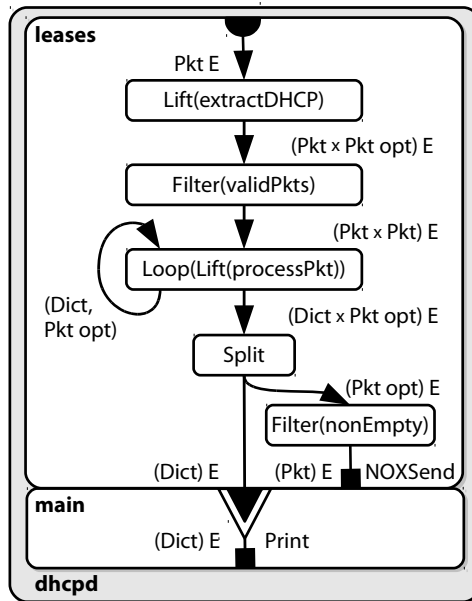 leases
Pkt E
Lift(extractDHCP)
(Pkt x Pkt opt) E
Filter(validPkts)
(Pkt x Pkt) E
Loop(Lift(processPkt))
(Dict,
Pkt opt)
(Dict x Pkt opt) E
Split
(Pkt opt) E
Filter(nonEmpty)
(Dict) E (Pkt) E NOXSend
main
(Dict) E Print
dhcpd